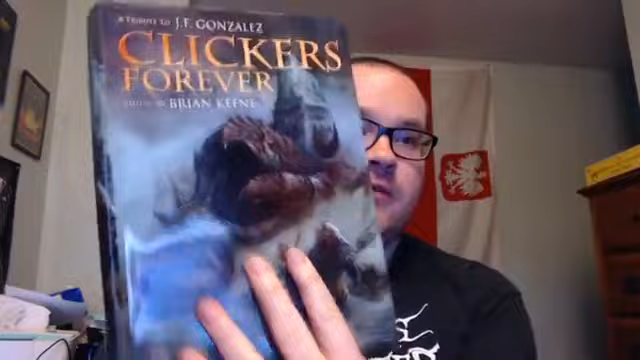 A TRIBUTE TO J.F. GONZALEZ
CLICKERS
FOREVER
EDITED BY BRIAN KEENE